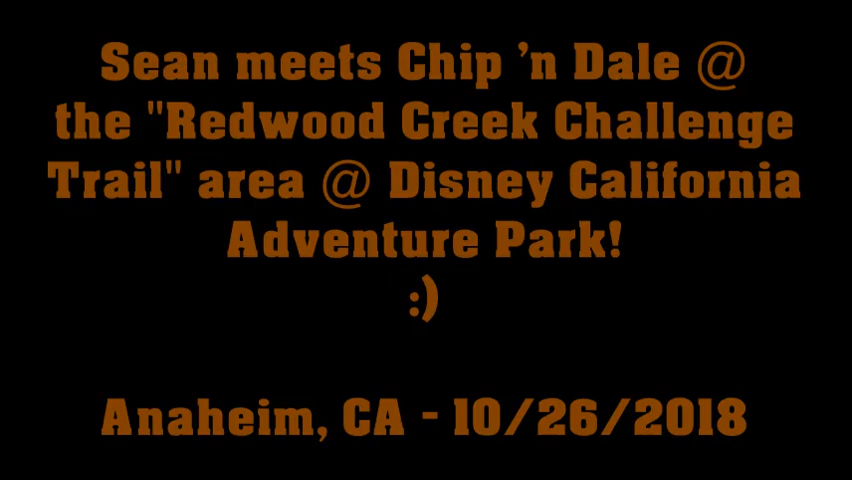 Sean meets Chip ’n Dale @
the "Redwood Creek Challenge
Trail" area @ Disney California
Adventure Park!
:)
Anaheim, CA - 10/26/2018